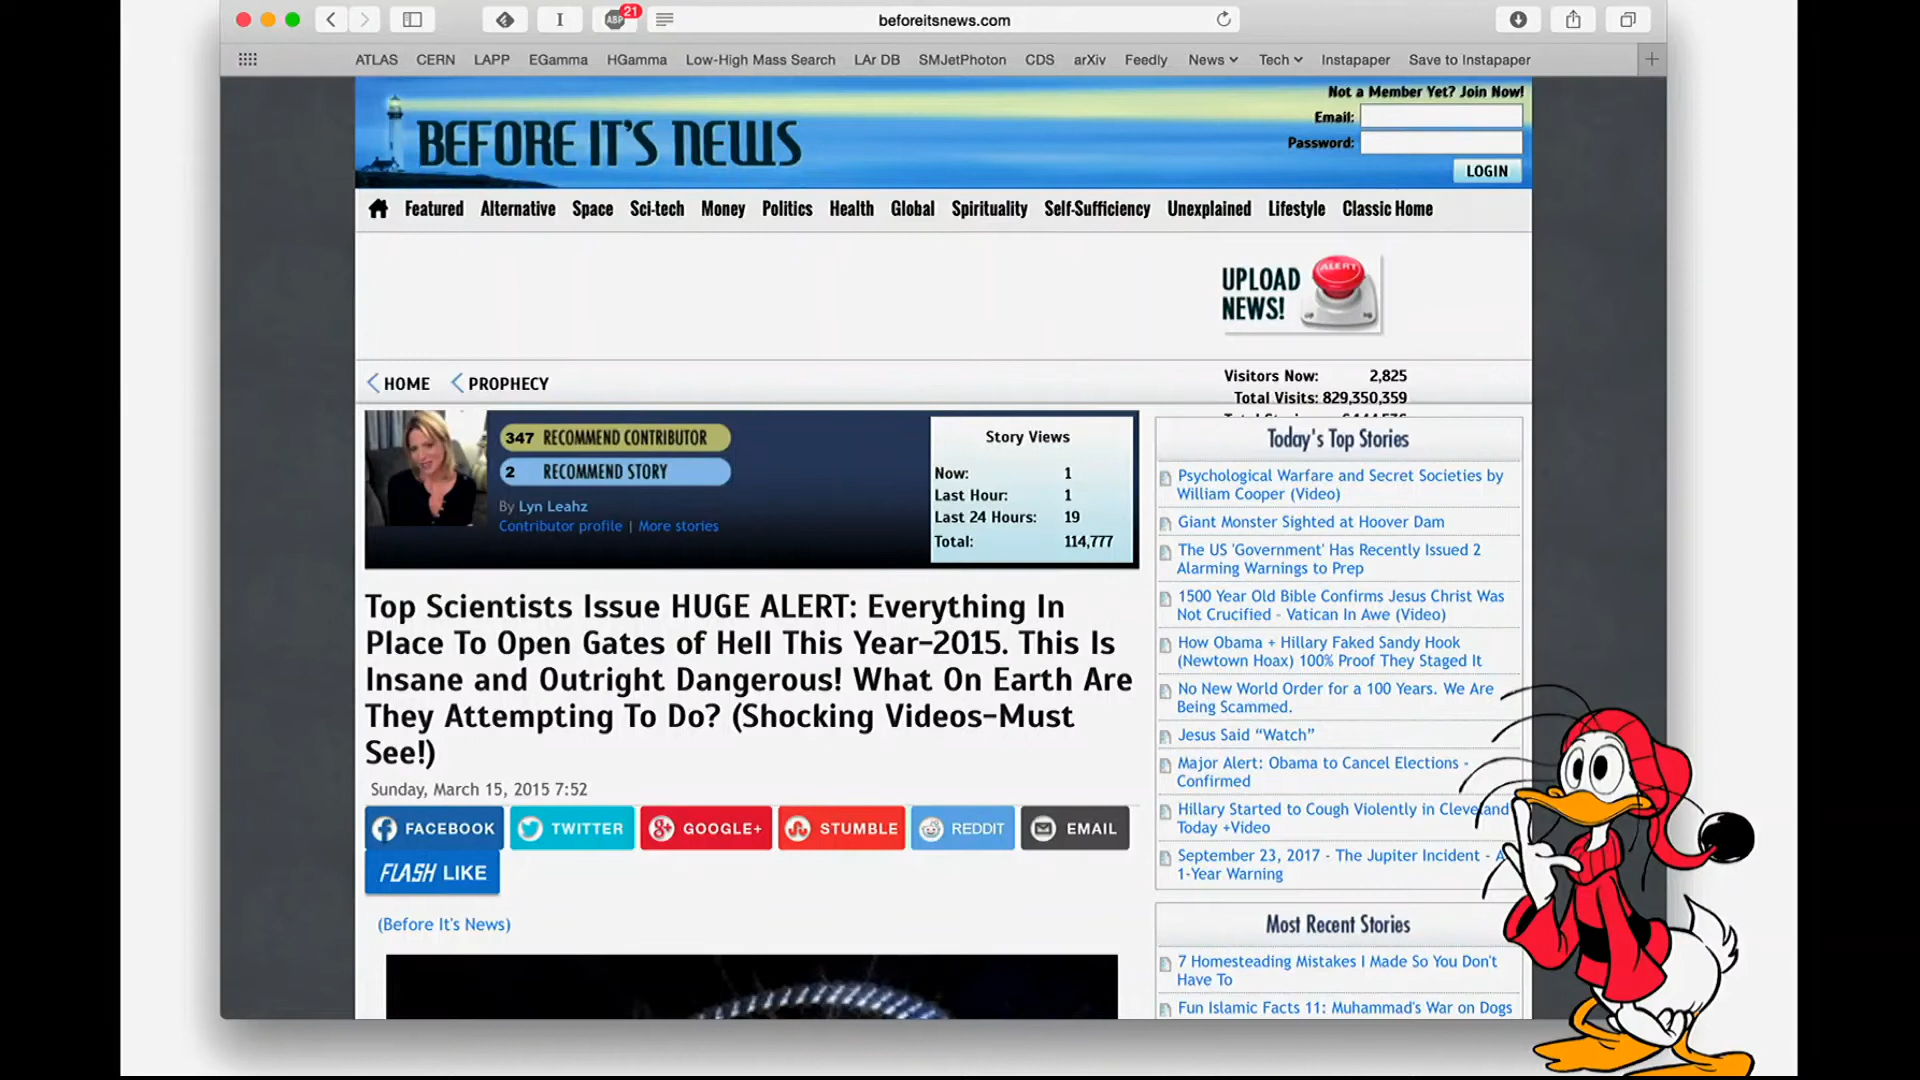 21
beforeitsnews.com
ATLAS CERN LAPP EGamma HGamma Low-High Mass Search LAr DB SMJetPhoton CDS arXiv Feedly News Tech Instapaper Save to Instapaper
ABP
Not a Member Yet? Join Now!
Email:
Password:
LOGIN
BEFORE IT'S NEWS
Featured Alternative Space Sci-tech Money Politics Health Global Spirituality Self-Sufficiency Unexplained Lifestyle Classic Home
UPLOAD
NEWS!
ALERT
HOME PROPHECY
Visitors Now: 2,825
Total Visits: 829,350,359
347 RECOMMEND CONTRIBUTOR
2 RECOMMEND STORY
By Lyn Leahz
Contributor profile | More stories
Story Views
Now: 1
Last Hour: 1
Last 24 Hours: 19
Total: 114,777
Top Scientists Issue HUGE ALERT: Everything In
Place To Open Gates of Hell This Year-2015. This Is
Insane and Outright Dangerous! What On Earth Are
They Attempting To Do? (Shocking Videos-Must
See!)
Sunday, March 15, 2015 7:52
FACEBOOK TWITTER GOOGLE+ STUMBLE REDDIT EMAIL
FLASH LIKE
(Before It's News)
Today's Top Stories
Psychological Warfare and Secret Societies by
William Cooper (Video)
Giant Monster Sighted at Hoover Dam
The US 'Government' Has Recently Issued 2
Alarming Warnings to Prep
1500 Year Old Bible Confirms Jesus Christ Was
Not Crucified - Vatican In Awe (Video)
How Obama + Hillary Faked Sandy Hook
(Newtown Hoax) 100% Proof They Staged It
No New World Order for a 100 Years. We Are
Being Scammed.
Jesus Said “Watch”
Major Alert: Obama to Cancel Elections -
Confirmed
Hillary Started to Cough Violently in Cleveland
Today +Video
September 23, 2017 - The Jupiter Incident - A
1-Year Warning
Most Recent Stories
7 Homesteading Mistakes I Made So You Don't
Have To
Fun Islamic Facts 11: Muhammad's War on Dogs